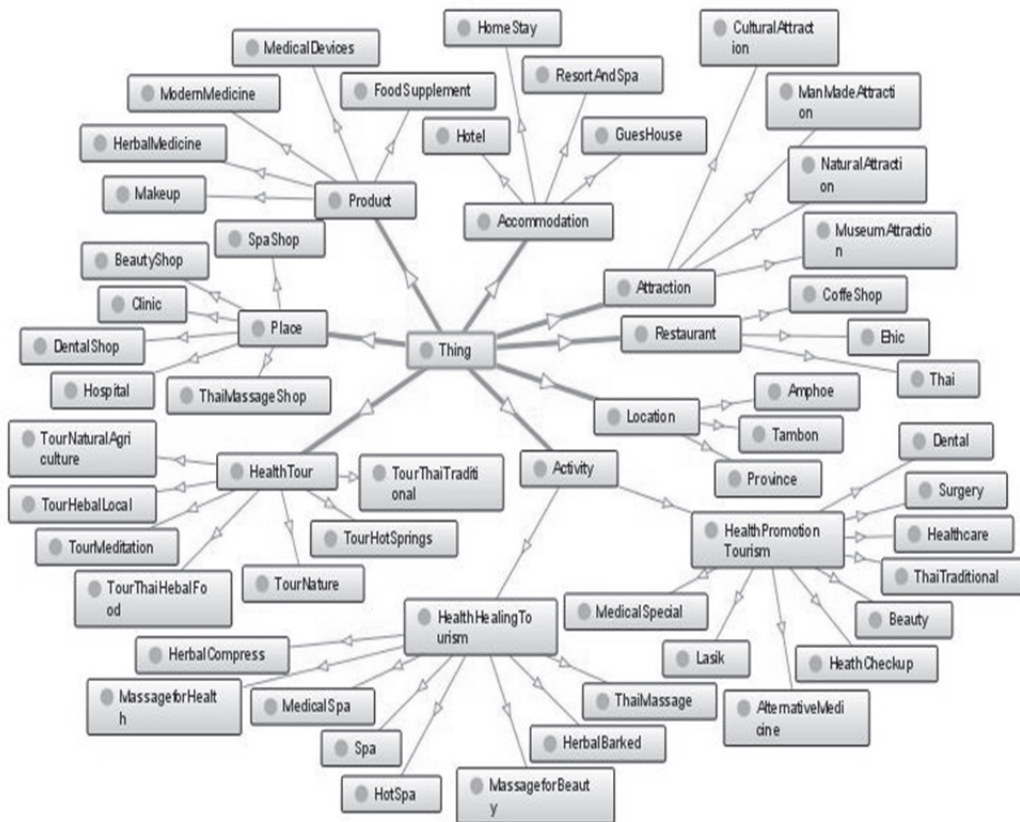 HomeStay
CulturalAttract
ion
MedicalDevices
ResortAndSpa
ModernMedicine
FoodSupplement
ManMadeAttracti
on
Hotel
GuesHouse
HerbalMedicine
NaturalAttracti
on
Makeup
Product
Accommodation
SpaShop
MuseumAttractio
n
BeautyShop
Attraction
CoffeShop
Clinic
Place
Restaurant
Ehic
DentalShop
Thing
Thai
Hospital
ThaiMassageShop
Location
Amphoe
TourNaturalAgri
culture
Tambon
Dental
HealthTour
TourThaiTraditi
onal
Activity
Province
Surgery
TourHebalLocal
HealthPromotion
Tourism
Healthcare
TourMeditation
TourHotSprings
ThaiTraditional
TourThaiHebalFo
od
TourNature
MedicalSpecial
Beauty
HealthHealingTo
urism
HerbalCompress
Lasik
HeathCheckup
MassageforHealt
h
MedicalSpa
ThaiMassage
AlternativeMedi
cine
Spa
HerbalBarked
HotSpa
MassageforBeaut
y